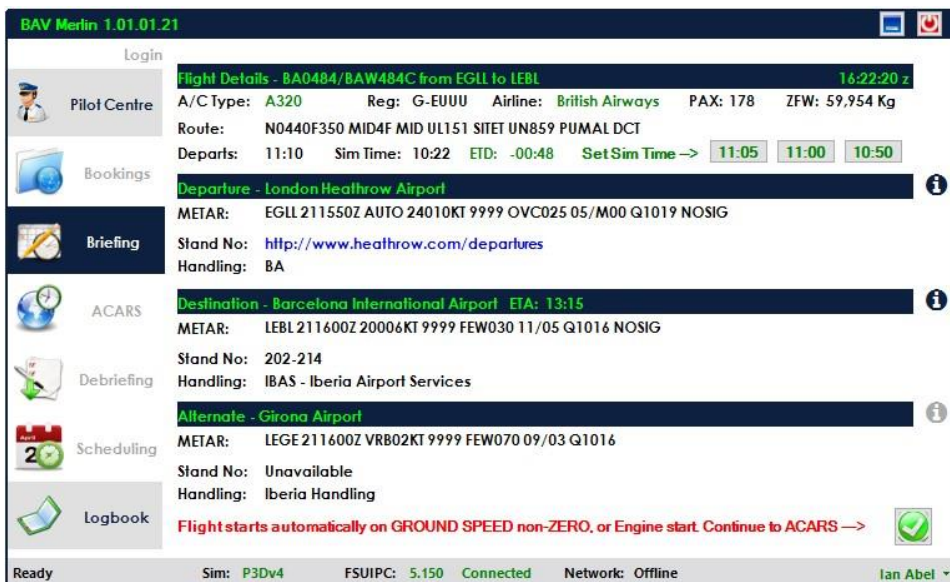 BAV Merlin 1.01.01.21
Login
Pilot Centre
Bookings
Briefing
ACARS
Debriefing
Scheduling
Logbook
Flight Details - BA0484/BAW484C from EGLL to LEBL 16:22:20 z
A/C Type: A320 Reg: G-EUUU Airline: British Airways PAX: 178 ZFW: 59,954 Kg
Route: N0440F350 MID4F MID UL151 SITET UN859 PUMAL DCT
Departs: 11:10 Sim Time: 10:22 ETD: -00:48 Set Sim Time --> 11:05 11:00 10:50
Departure - London Heathrow Airport
METAR: EGLL 211550Z AUTO 24010KT 9999 OVC025 05/M00 Q1019 NOSIG
Stand No: http://www.heathrow.com/departures
Handling: BA
Destination - Barcelona International Airport ETA: 13:15
METAR: LEBL 211600Z 20006KT 9999 FEW030 11/05 Q1016 NOSIG
Stand No: 202-214
Handling: IBAS - Iberia Airport Services
Alternate - Girona Airport
METAR: LEGE 211600Z VRB02KT 9999 FEW070 09/03 Q1016
Stand No: Unavailable
Handling: Iberia Handling
Flight starts automatically on GROUND SPEED non-ZERO, or Engine start. Continue to ACARS --->
Ready Sim: P3Dv4 FSUIPC: 5.150 Connected Network: Offline Ian Abel